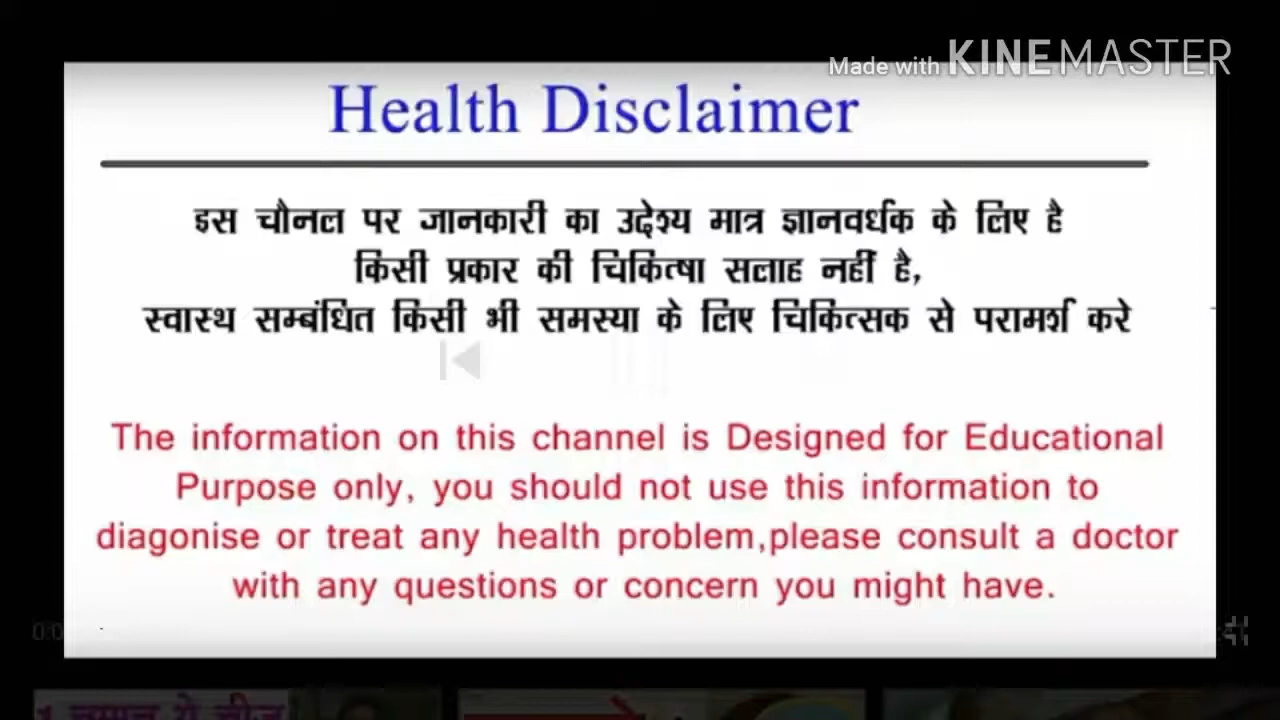 Made with KINEMASTER
Health Disclaimer
इस चौनल पर जानकारी का उद्देश्य मात्र ज्ञानवर्धक के लिए है
किसी प्रकार की चिकित्षा सलाह नहीं है,
स्वास्थ सम्बंधित किसी भी समस्या के लिए चिकित्सक से परामर्श करे
The information on this channel is Designed for Educational
Purpose only, you should not use this information to
diagonise or treat any health problem,please consult a doctor
with any questions or concern you might have.